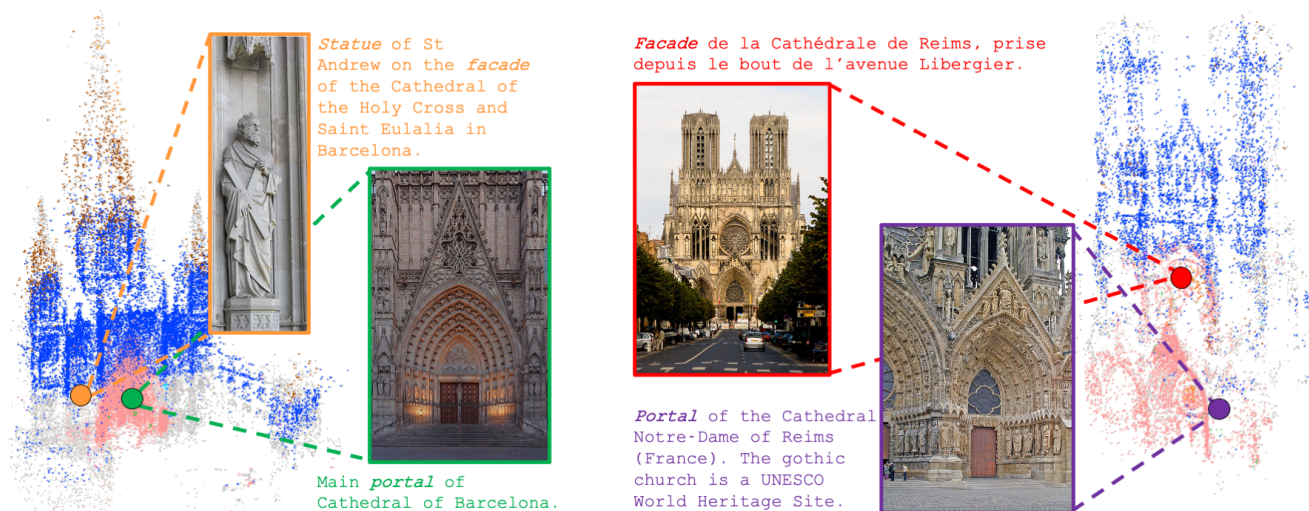 Statue of St
Andrew on the facade
of the Cathedral of
the Holy Cross and
Saint Eulalia in
Barcelona.
Main portal of
Cathedral of Barcelona.
Facade de la Cathédrale de Reims, prise
depuis le bout de l'avenue Libergier.
Portal of the Cathedral
Notre-Dame of Reims
(France). The gothic
church is a UNESCO
World Heritage Site.